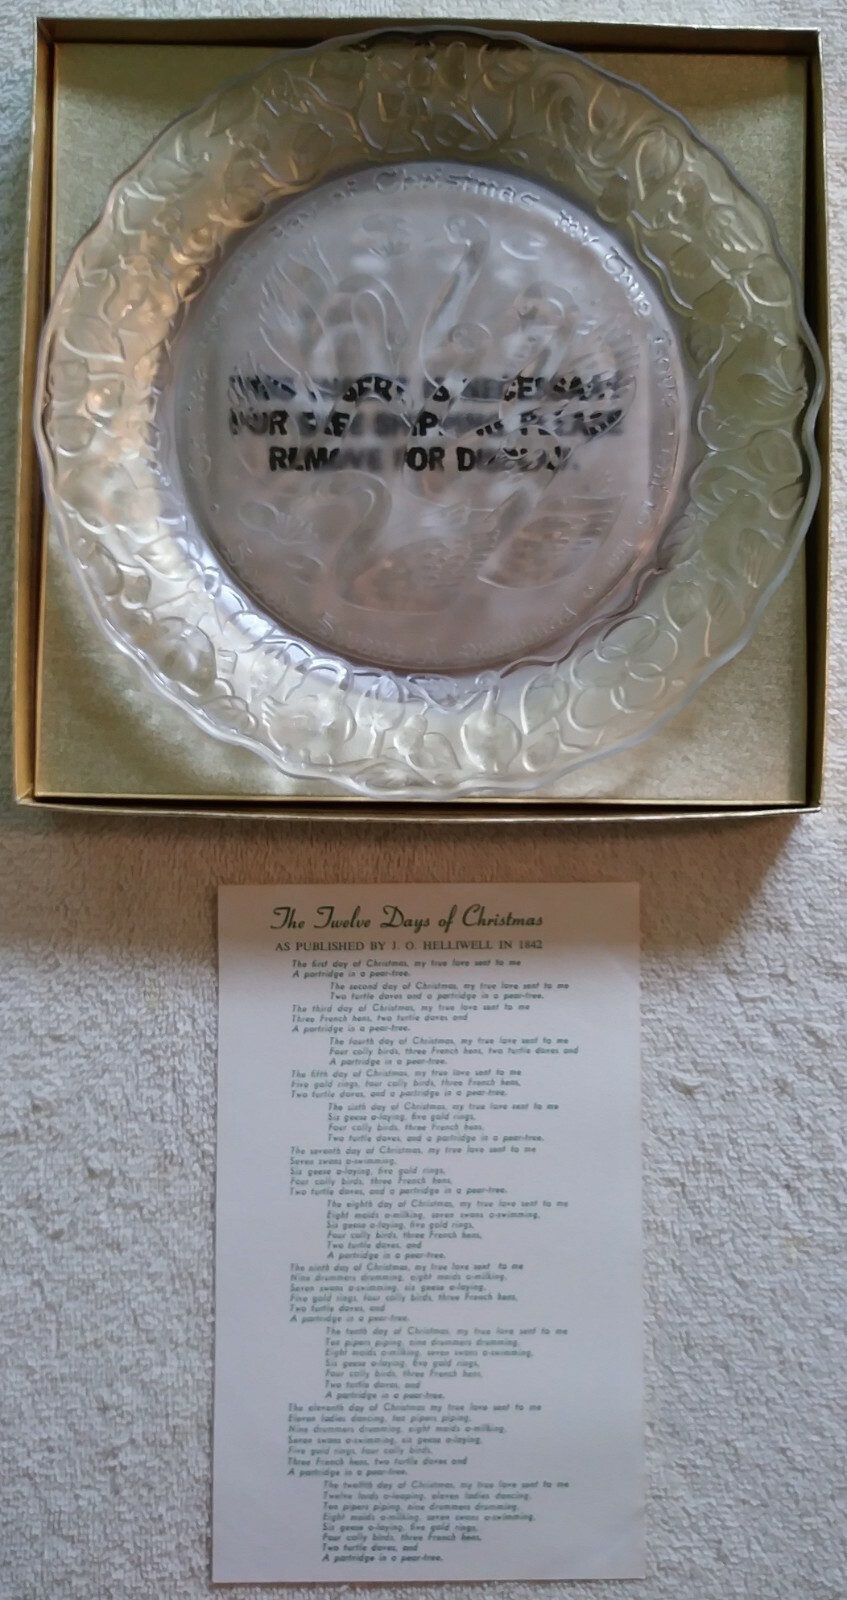 day of Christmas my True
THIS INSERT IS NECESSARY
FOR SAFE SHIPPING PLEASE
REMOVE FOR DISPLAY.
The Twelve Days of Christmas
AS PUBLISHED BY J. O. HELLIWELL IN 1842
The first day of Christmas, my true love sent to me
A partridge in a pear-tree.
The second day of Christmas, my true love sent to me
Two turtle doves and a partridge in a pear-tree.
The third day of Christmas, my true love sent to me
Three French hens, two turtle doves and
A partridge in a pear-tree.
The fourth day of Christmas, my true love sent to me
Four colly birds, three French hens, two turtle doves and
A partridge in a pear-tree.
The fifth day of Christmas, my true love sent to me
Five gold rings, four colly birds, three French hens,
Two turtle doves, and a partridge in a pear-tree.
The sixth day of Christmas, my true love sent to me
Six geese a-laying, five gold rings,
Four colly birds, three French hens,
Two turtle doves, and a partridge in a pear-tree.
The seventh day of Christmas, my true love sent to me
Seven swans a-swimming,
Six geese a-laying, five gold rings,
Four colly birds, three French hens,
Two turtle doves, and a partridge in a pear-tree.
The eighth day of Christmas, my true love sent to me
Eight maids a-milking, seven swans a-swimming,
Six geese a-laying, five gold rings,
Four colly birds, three French hens,
Two turtle doves, and
A partridge in a pear-tree.
The ninth day of Christmas, my true love sent to me
Nine drummers drumming, eight maids a-milking,
Seven swans a-swimming, six geese a-laying,
Five gold rings, four colly birds, three French hens,
Two turtle doves, and
A partridge in a pear-tree.
The tenth day of Christmas, my true love sent to me
Ten pipers piping, nine drummers drumming,
Eight maids a-milking, seven swans a-swimming,
Six geese a-laying, five gold rings,
Four colly birds, three French hens,
Two turtle doves, and
A partridge in a pear-tree.
The eleventh day of Christmas my true love sent to me
Eleven ladies dancing, ten pipers piping,
Nine drummers drumming, eight maids a-milking,
Seven swans a-swimming, six geese a-laying,
Five gold rings, four colly birds,
Three French hens, two turtle doves and
A partridge in a pear-tree.
The twelfth day of Christmas, my true love sent to me
Twelve lords a-leaping, eleven ladies dancing,
Ten pipers piping, nine drummers drumming,
Eight maids a-milking, seven swans a-swimming,
Six geese a-laying, five gold rings,
Four colly birds, three French hens,
Two turtle doves, and
A partridge in a pear-tree.